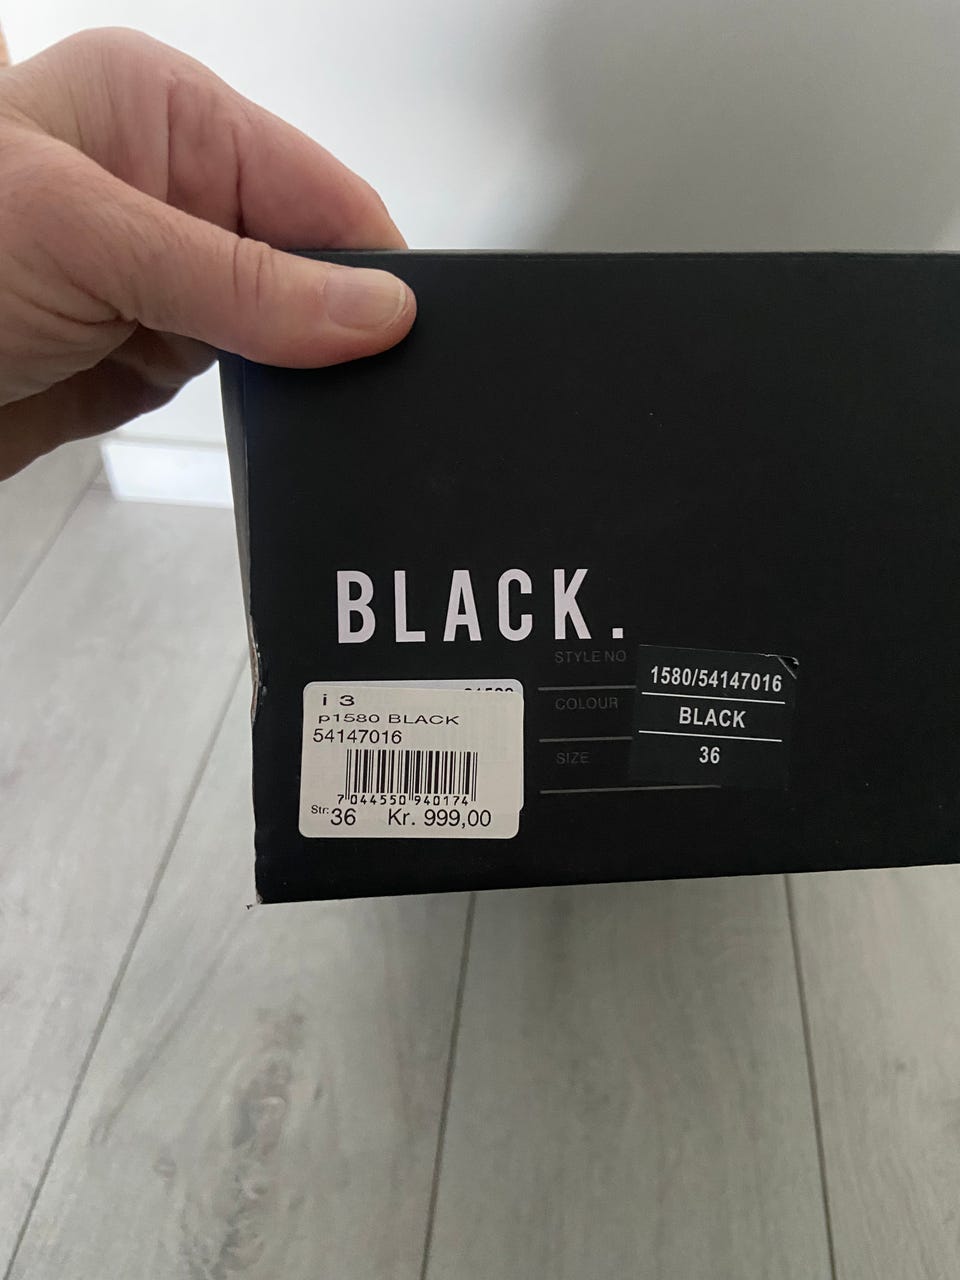 BLACK.
STYLE NO
1580/54147016
COLOUR
BLACK
SIZE
36
i 3
p1580 BLACK
54147016
7 044550 940174
Str: 36 Kr. 999,00